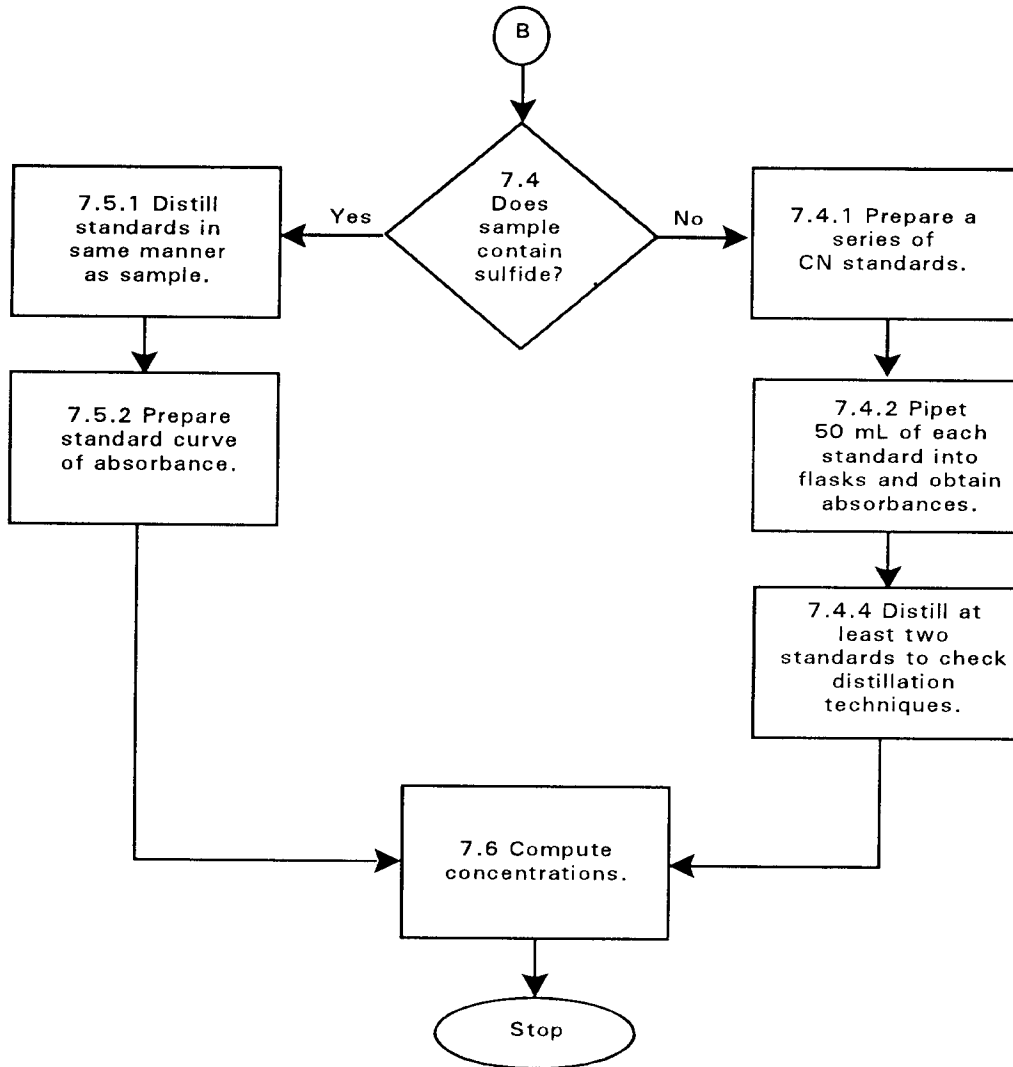 B
7.4
Does
sample
contain
sulfide?
Yes
No
7.5.1 Distill
standards in
same manner
as sample.
7.5.2 Prepare
standard curve
of absorbance.
7.4.1 Prepare a
series of
CN standards.
7.4.2 Pipet
50 mL of each
standard into
flasks and obtain
absorbances.
7.4.4 Distill at
least two
standards to check
distillation
techniques.
7.6 Compute
concentrations.
Stop